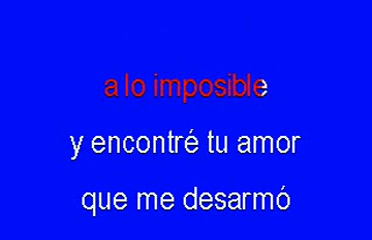 a lo imposible
y encontré tu amor
que me desarmó